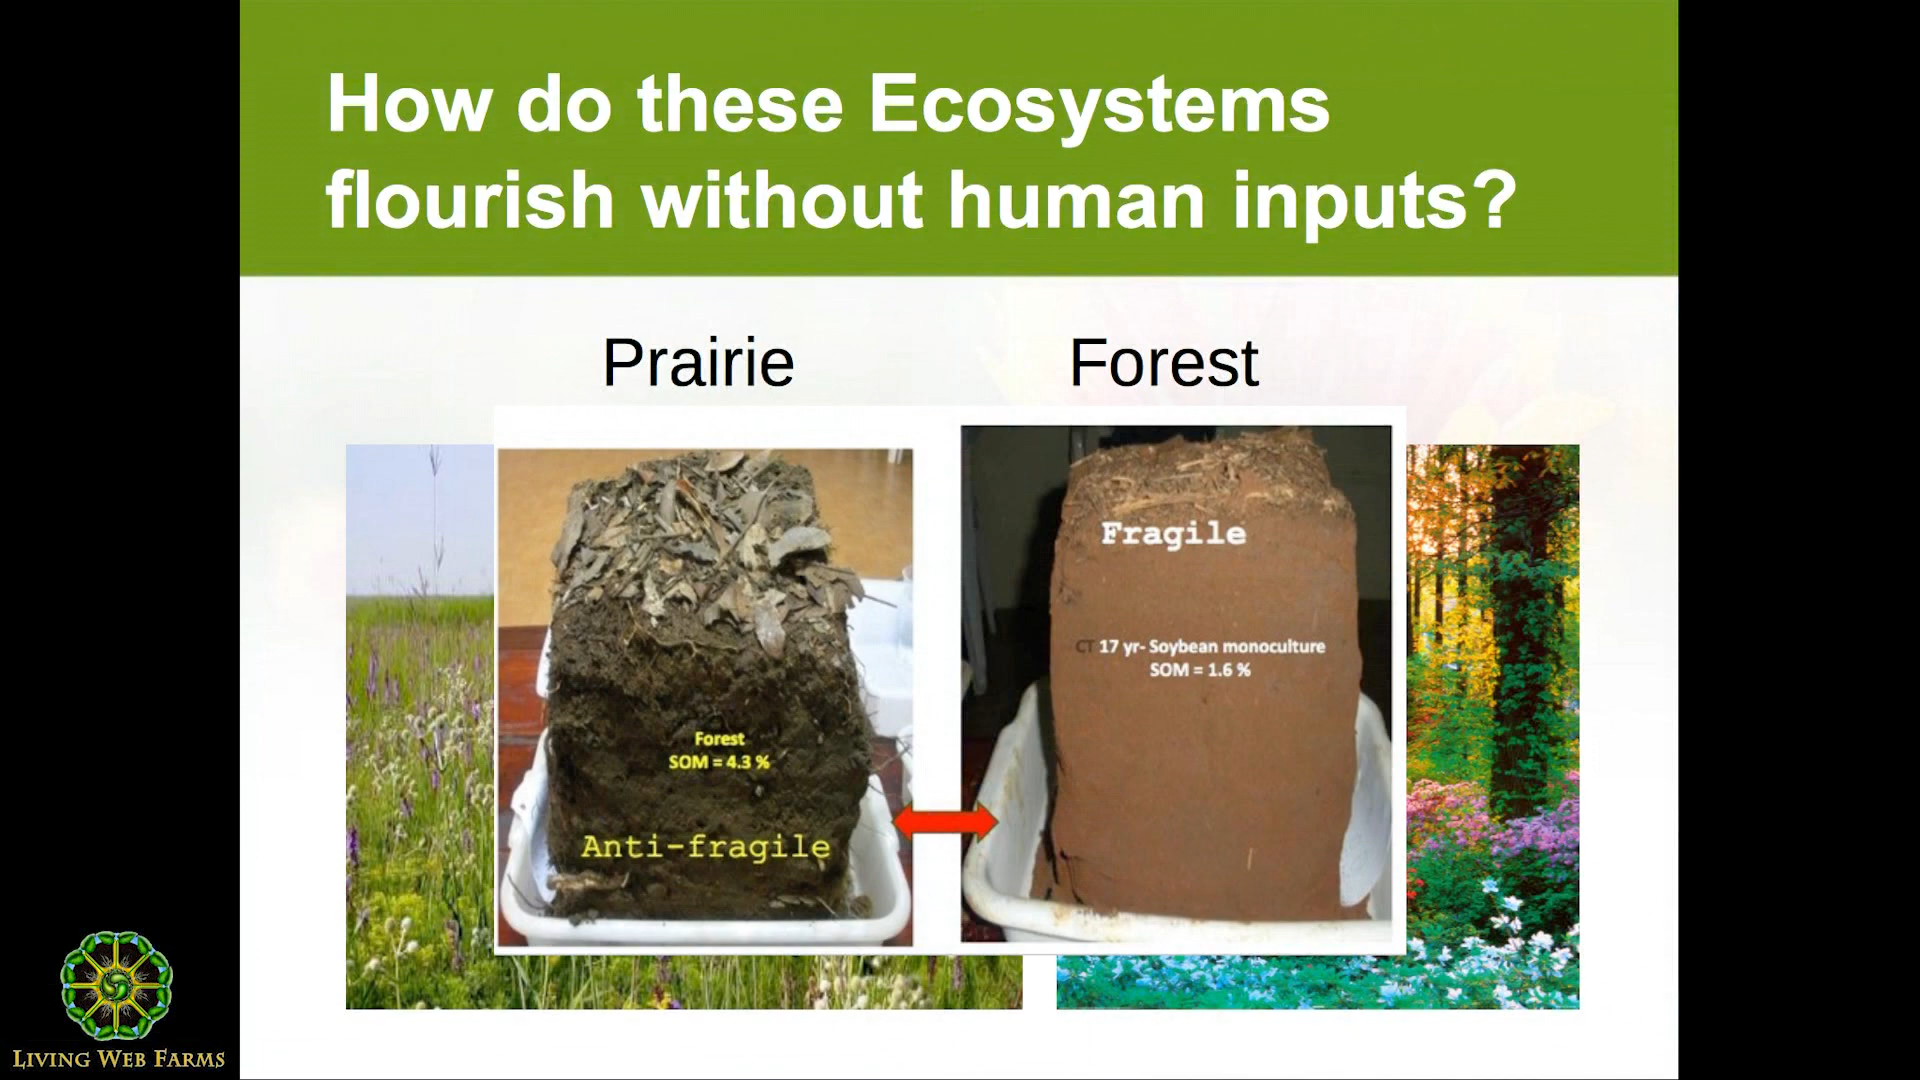 How do these Ecosystems
flourish without human inputs?
Prairie
Forest
Fragile
CT 17 yr- Soybean monoculture
SOM = 1.6 %
Forest
SOM = 4.3 %
Anti-fragile
LIVING WEB FARMS